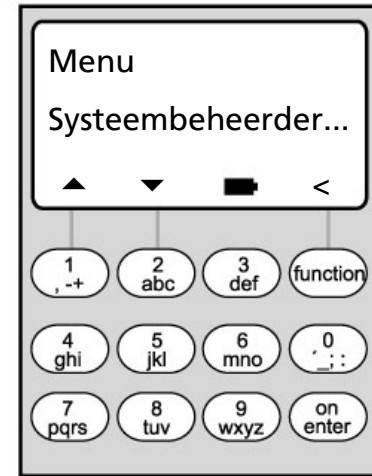 Menu
Systeembeheerder...
<
1 2 3 function
, -+ abc def
4 5 6 0
ghi jkl mno ´_; :
7 8 9 on
pqrs tuv wxyz enter